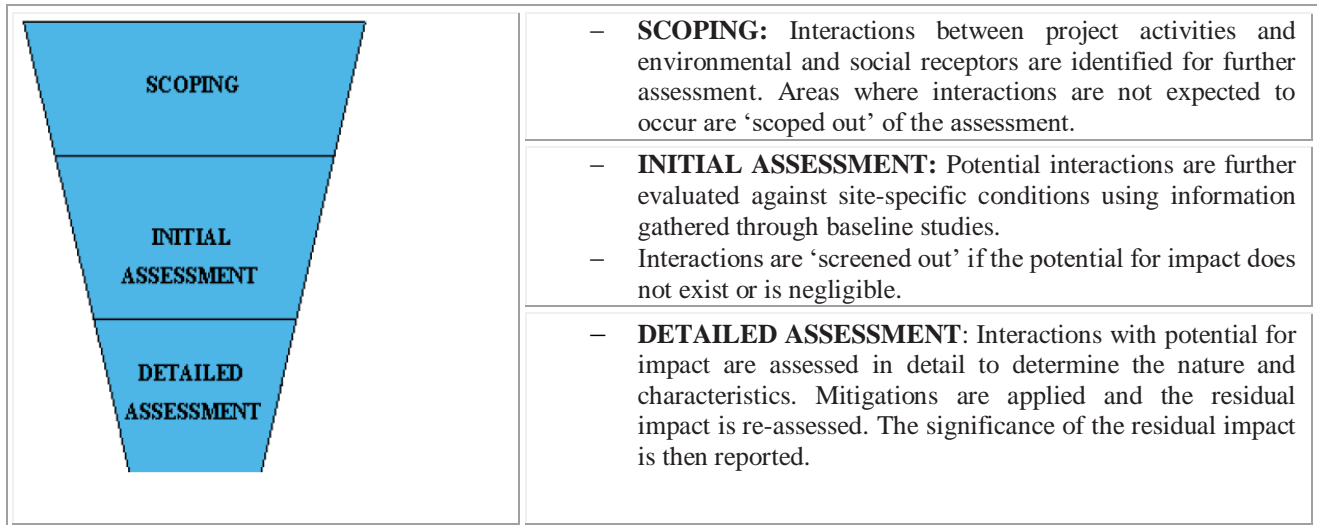 SCOPING
INITIAL
ASSESSMENT
DETAILED
ASSESSMENT
– SCOPING: Interactions between project activities and
environmental and social receptors are identified for further
assessment. Areas where interactions are not expected to
occur are ‘scoped out’ of the assessment.
– INITIAL ASSESSMENT: Potential interactions are further
evaluated against site-specific conditions using information
gathered through baseline studies.
– Interactions are ‘screened out’ if the potential for impact does
not exist or is negligible.
– DETAILED ASSESSMENT: Interactions with potential for
impact are assessed in detail to determine the nature and
characteristics. Mitigations are applied and the residual
impact is re-assessed. The significance of the residual impact
is then reported.